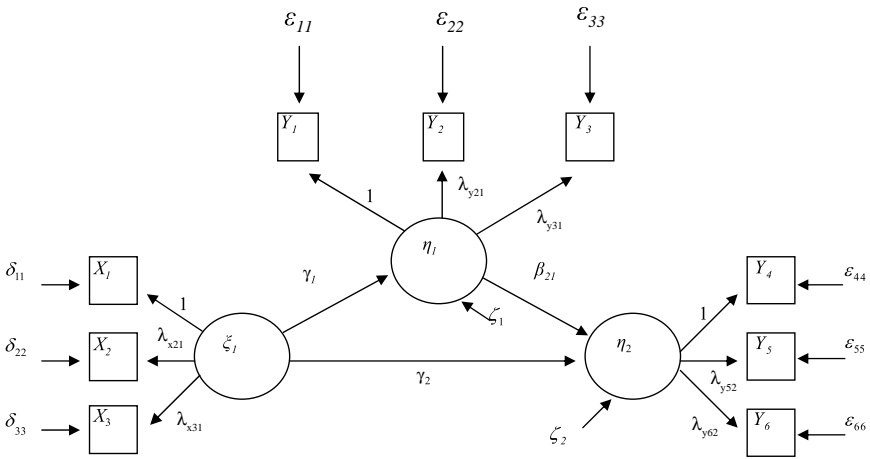 ε₁₁ ε₂₂ ε₃₃
Y₁ Y₂ Y₃
1 λy21 λy31
η₁
δ₁₁ X₁ γ₁ β₂₁ Y₄ ε₄₄
1 ζ₁ 1
δ₂₂ X₂ λx21 ξ₁ η₂ Y₅ ε₅₅
γ₂ λy52
δ₃₃ X₃ λx31 ζ₂ λy62 Y₆ ε₆₆